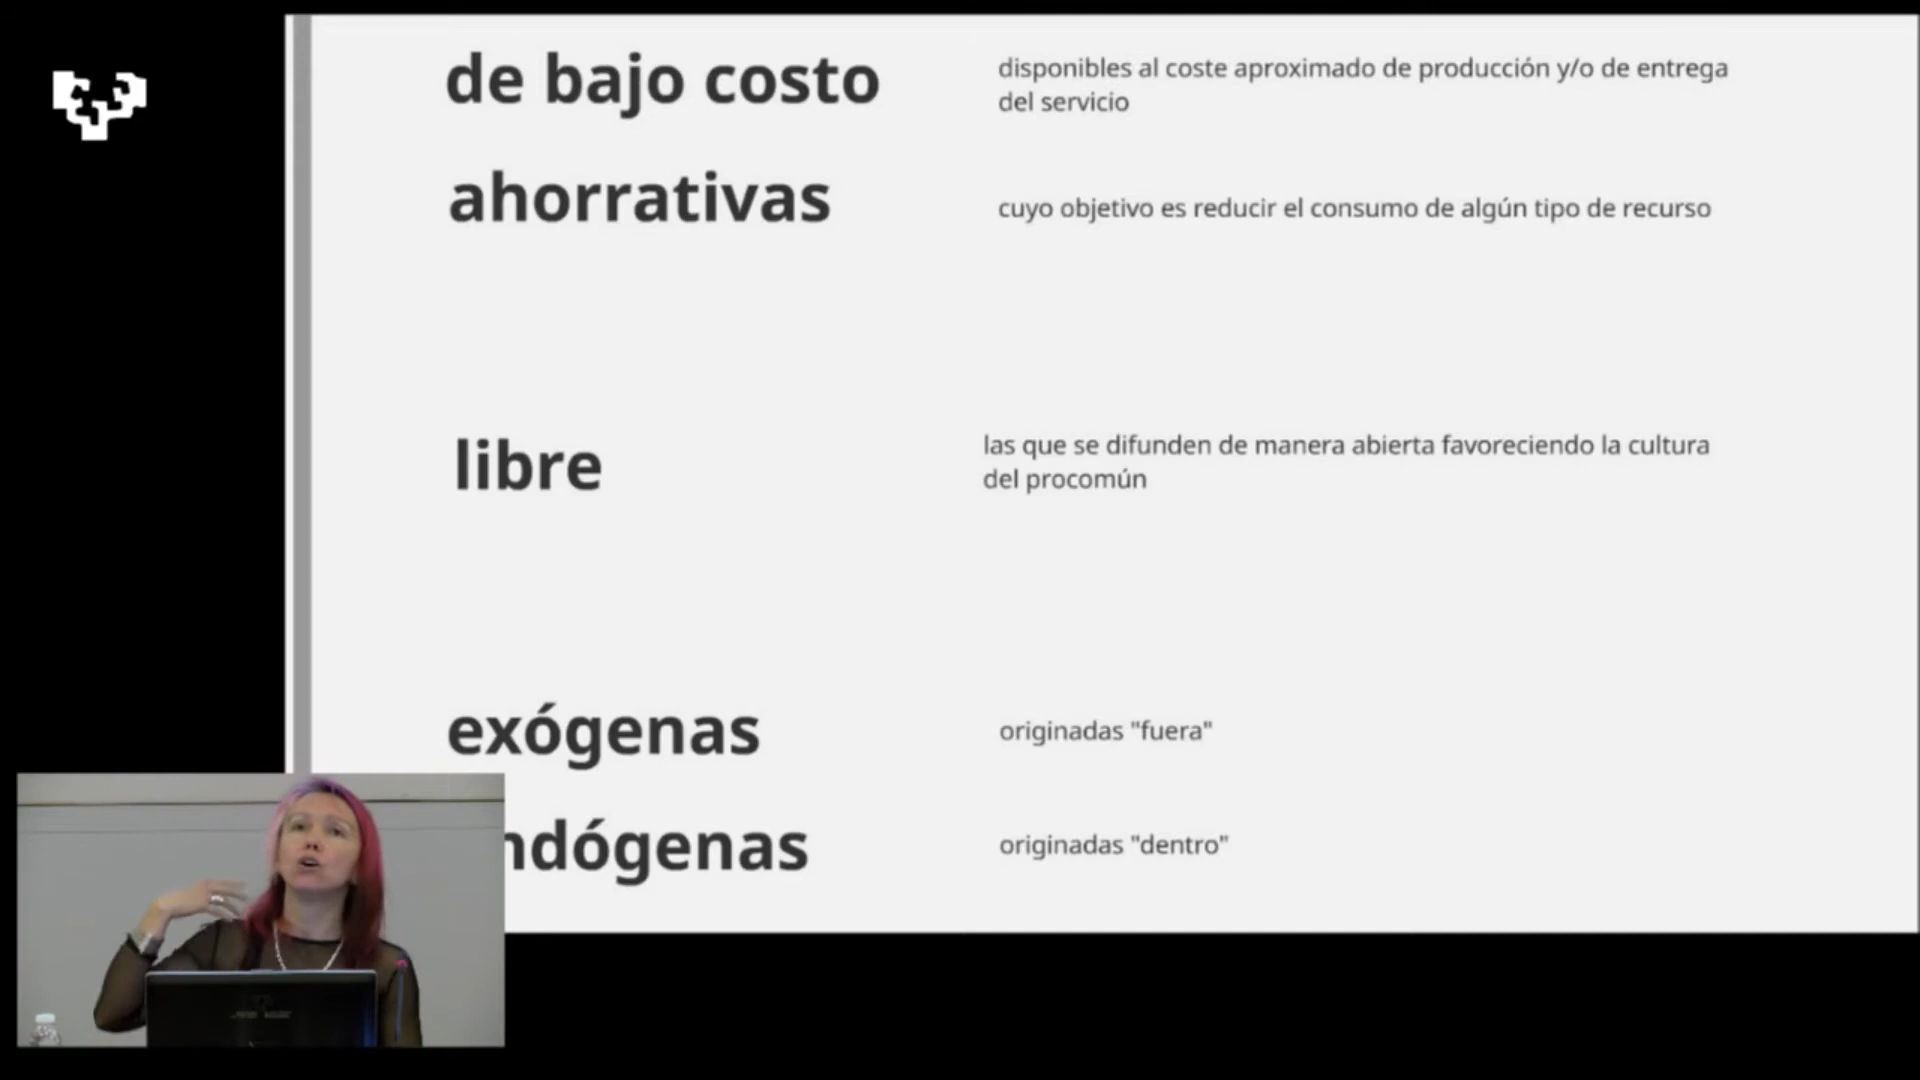 de bajo costo
disponibles al coste aproximado de producción y/o de entrega
del servicio
ahorrativas
cuyo objetivo es reducir el consumo de algún tipo de recurso
libre
las que se difunden de manera abierta favoreciendo la cultura
del procomún
exógenas
originadas "fuera"
ndógenas
originadas "dentro"